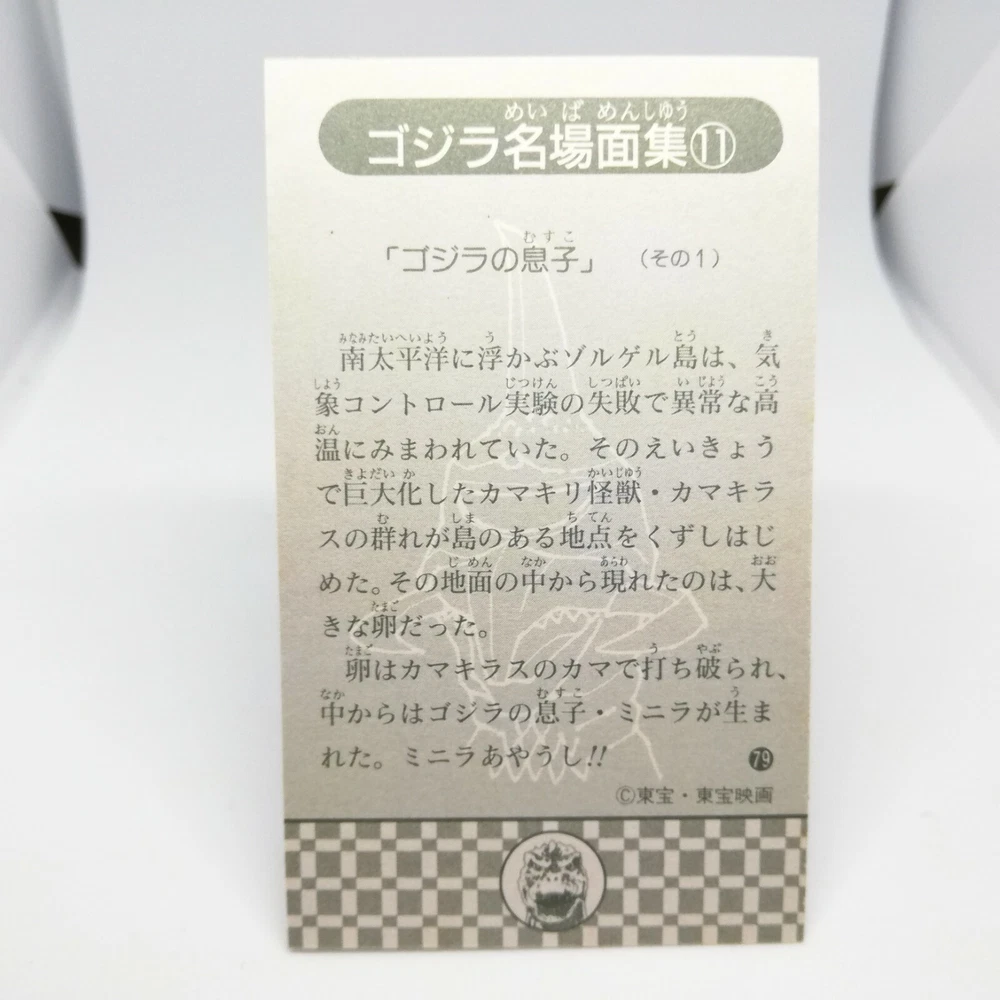 めいばめんしゅう
ゴジラ名場面集⑪
むすこ
「ゴジラの息子」 (その1)
みなみたいへいよう う とう き
南太平洋に浮かぶゾルゲル島は、気
しよう じつけん しつぱい いじよう こう
象コントロール実験の失敗で異常な高
おん
温にみまわれていた。そのえいきょう
きよだいか かいじゆう
で巨大化したカマキリ怪獣・カマキラ
む しま ちてん
スの群れが島のある地点をくずしはじ
じめん なか あらわ おお
めた。その地面の中から現れたのは、大
たまご
きな卵だった。
たまご う やぶ
卵はカマキラスのカマで打ち破られ、
なか むすこ う
中からはゴジラの息子・ミニラが生ま
れた。ミニラあやうし!!
79
©東宝・東宝映画